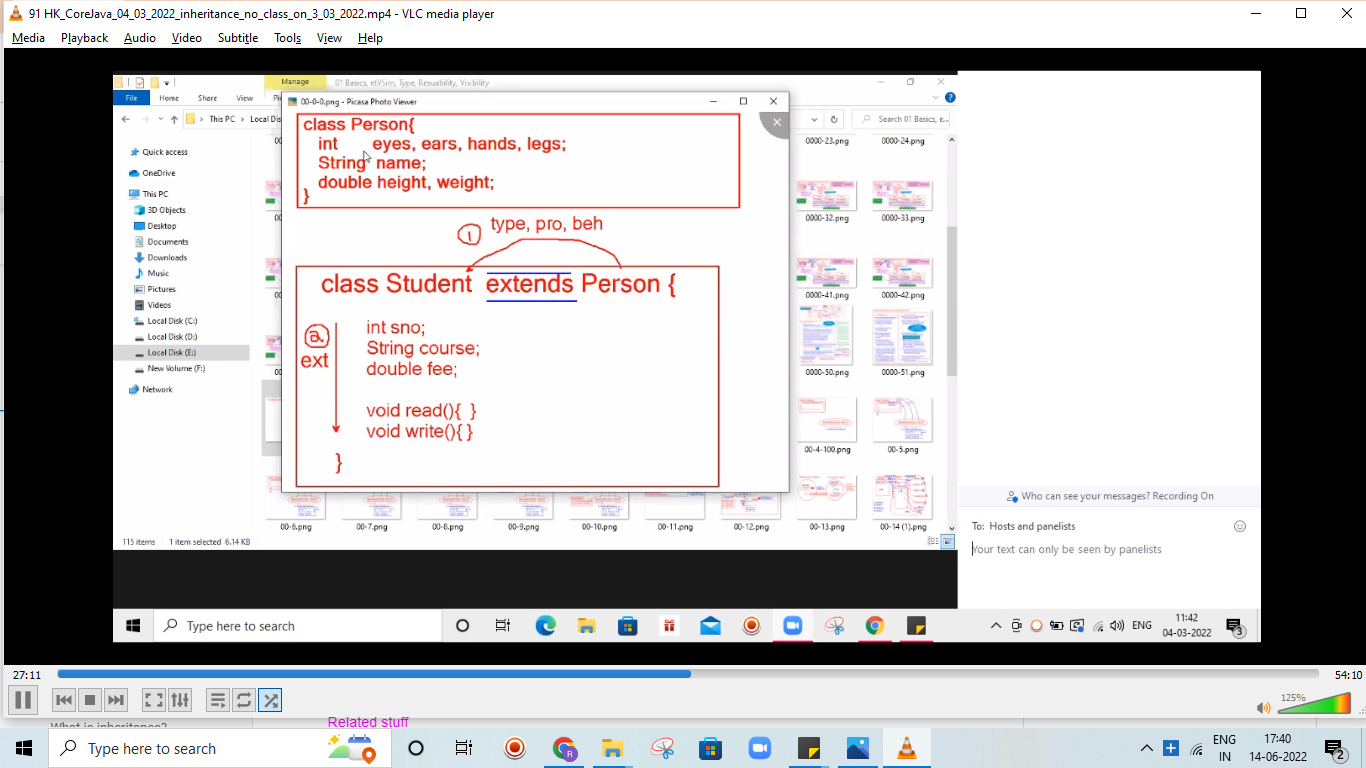 91 HK_CoreJava_04_03_2022_inheritance_no_class_on_3_03_2022.mp4 - VLC media player
Media Playback Audio Video Subtitle Tools View Help
Manage 01 Basics, etVSim, Type, Resuability, Visibility
File Home Share View
This PC Local Dis
Search 01 Basics, e...
00-0-0.png - Picasa Photo Viewer
class Person{
int eyes, ears, hands, legs;
String name;
double height, weight;
}
1 type, pro, beh
class Student extends Person {
a.
ext
int sno;
String course;
double fee;
void read(){ }
void write(){ }
}
Quick access
OneDrive
This PC
3D Objects
Desktop
Documents
Downloads
Music
Pictures
Videos
Local Disk (C:)
Local Disk (D:)
Local Disk (E:)
New Volume (F:)
Network
0000-23.png 0000-24.png
0000-32.png 0000-33.png
0000-41.png 0000-42.png
0000-50.png 0000-51.png
00-4-100.png 00-5.png
00-6.png 00-7.png 00-8.png 00-9.png 00-10.png 00-11.png 00-12.png 00-13.png 00-14 (1).png
115 items 1 item selected 6.14 KB
Who can see your messages? Recording On
To: Hosts and panelists
Your text can only be seen by panelists
Type here to search
ENG
11:42
04-03-2022
3
27:11 54:10
125%
What is inheritance?
Related stuff
Type here to search
R
ENG
IN
17:40
14-06-2022
2